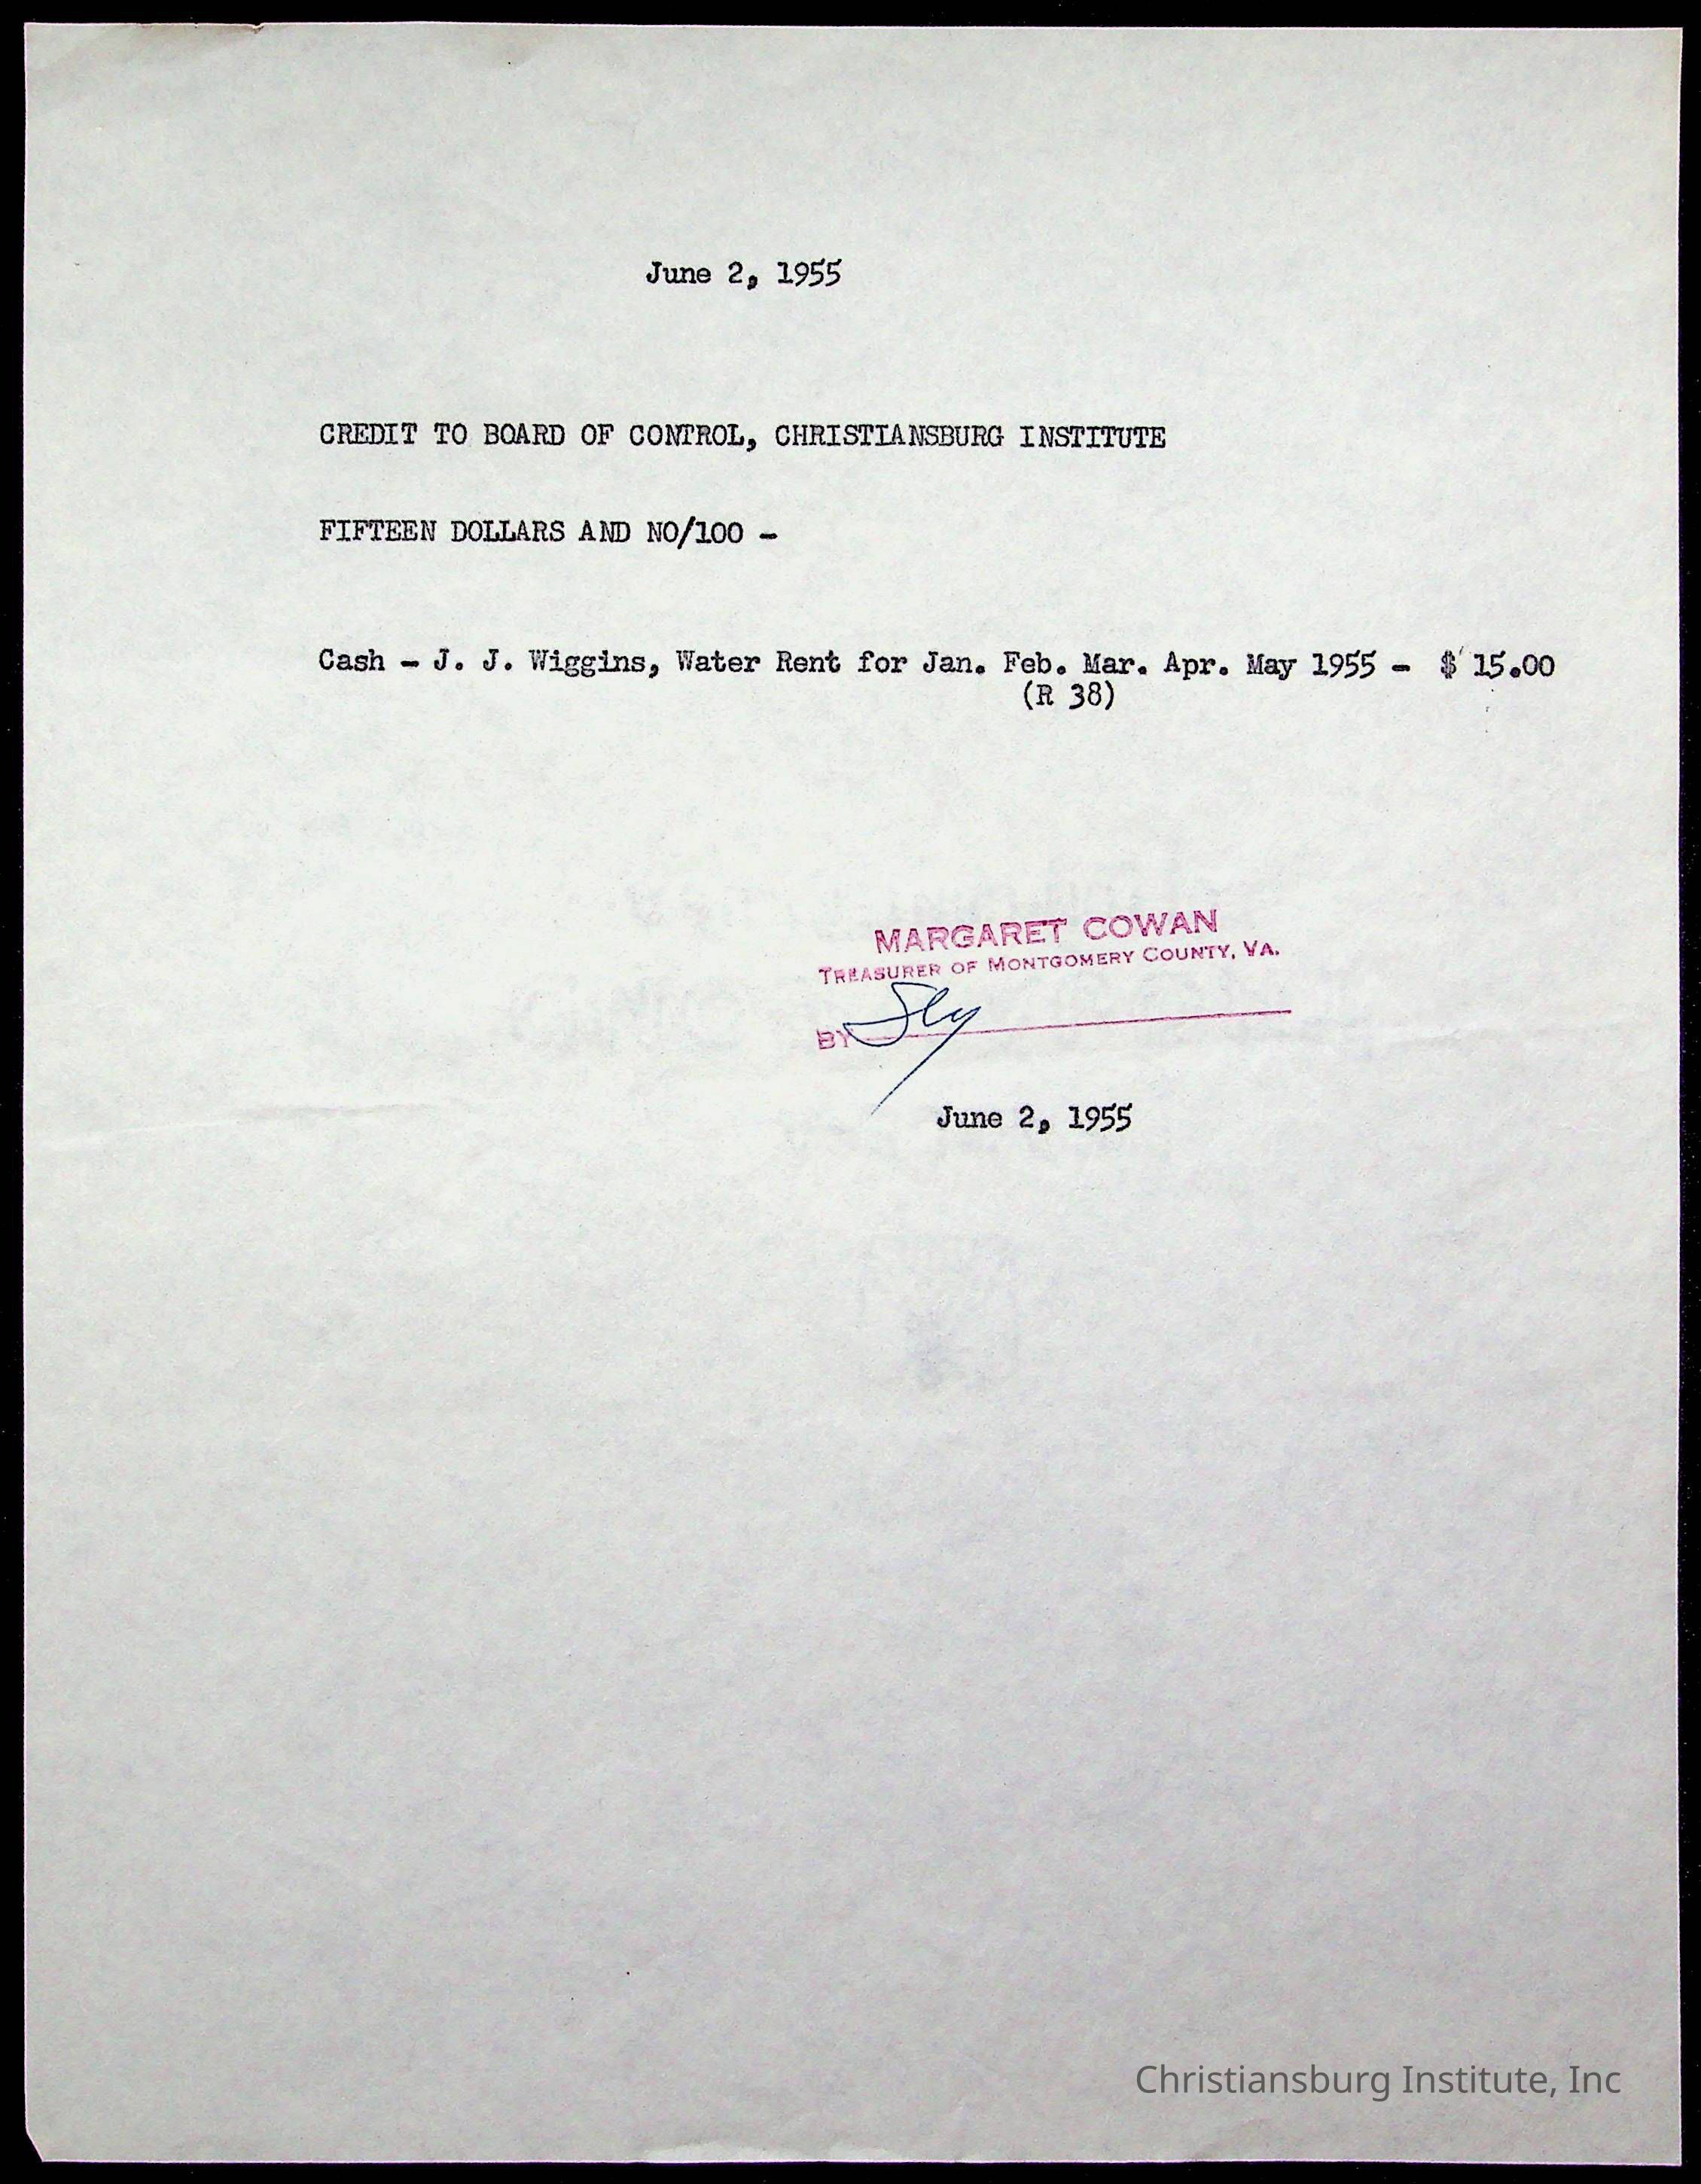 June 2, 1955
CREDIT TO BOARD OF CONTROL, CHRISTIANSBURG INSTITUTE
FIFTEEN DOLLARS AND NO/100 -
Cash - J. J. Wiggins, Water Rent for Jan. Feb. Mar. Apr. May 1955 - $ 15.00
(R 38)
MARGARET COWAN
TREASURER OF MONTGOMERY COUNTY, VA.
BY
June 2, 1955
Christiansburg Institute, Inc